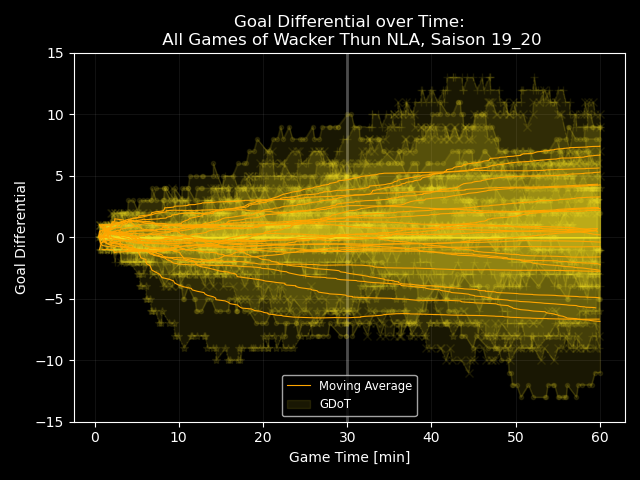 Goal Differential over Time:
All Games of Wacker Thun NLA, Saison 19_20
Goal Differential
15
10
5
0
−5
−10
−15
0 10 20 30 40 50 60
Game Time [min]
Moving Average
GDoT